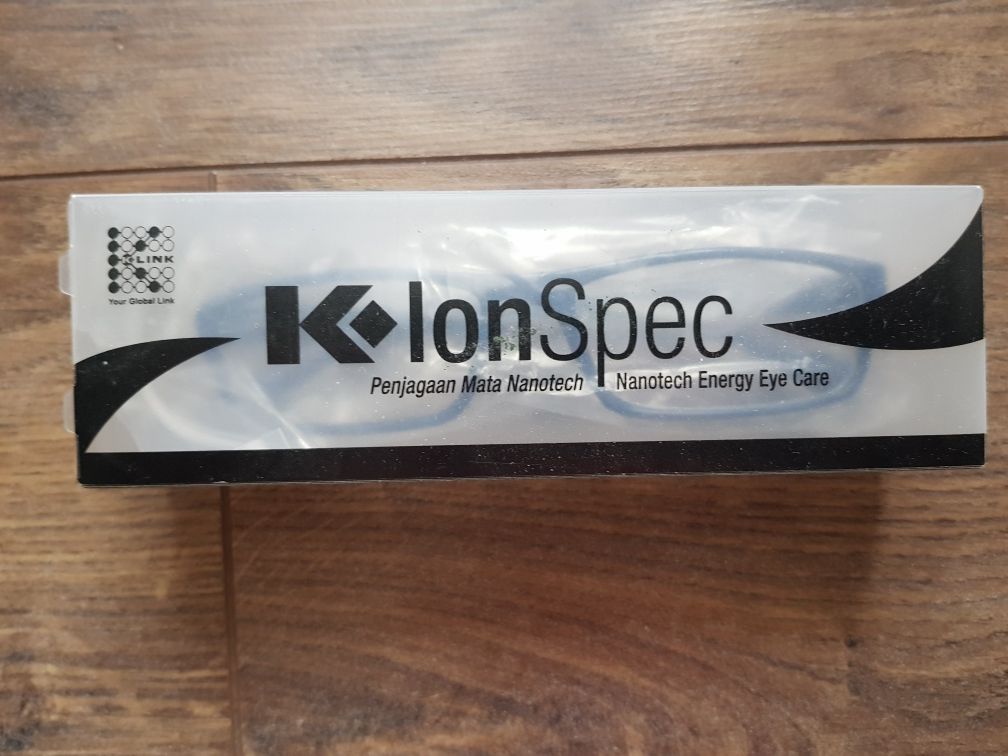 K-LINK
Your Global Link
K IonSpec
Penjagaan Mata Nanotech
Nanotech Energy Eye Care